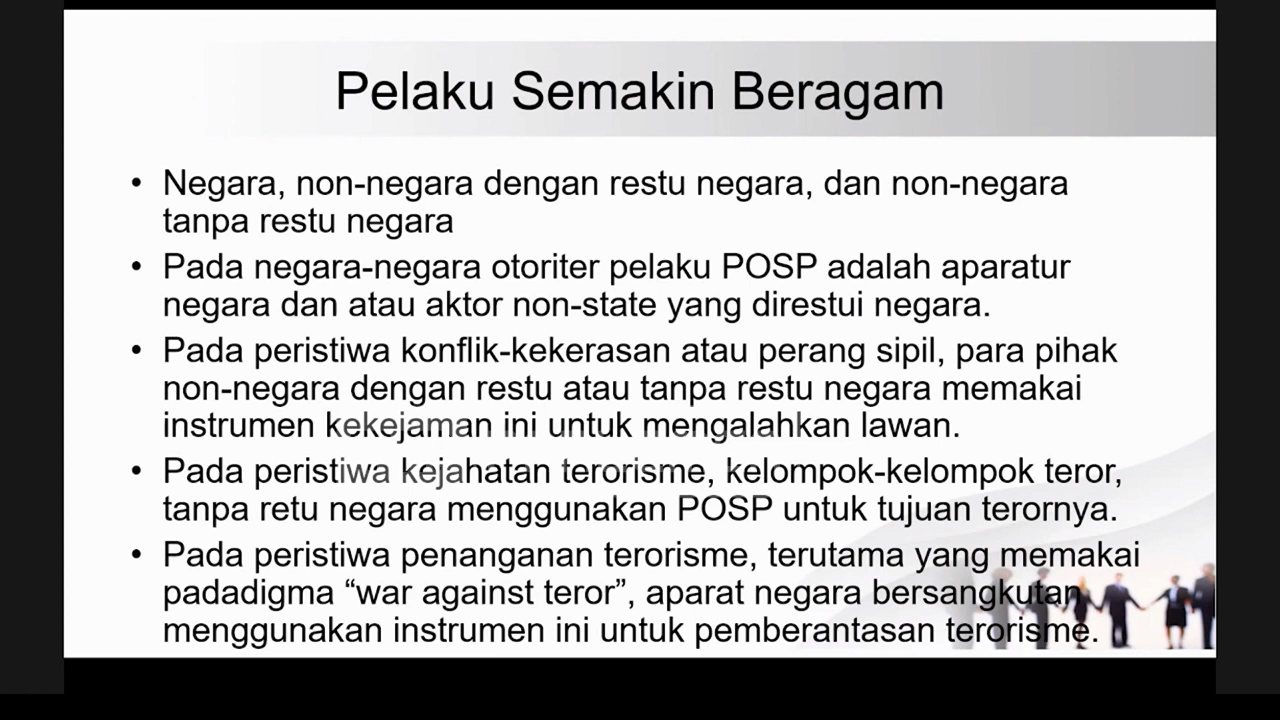 Pelaku Semakin Beragam
• Negara, non-negara dengan restu negara, dan non-negara
tanpa restu negara
• Pada negara-negara otoriter pelaku POSP adalah aparatur
negara dan atau aktor non-state yang direstui negara.
• Pada peristiwa konflik-kekerasan atau perang sipil, para pihak
non-negara dengan restu atau tanpa restu negara memakai
instrumen kekejaman ini untuk mengalahkan lawan.
• Pada peristiwa kejahatan terorisme, kelompok-kelompok teror,
tanpa retu negara menggunakan POSP untuk tujuan terornya.
• Pada peristiwa penanganan terorisme, terutama yang memakai
padadigma “war against teror”, aparat negara bersangkutan
menggunakan instrumen ini untuk pemberantasan terorisme.